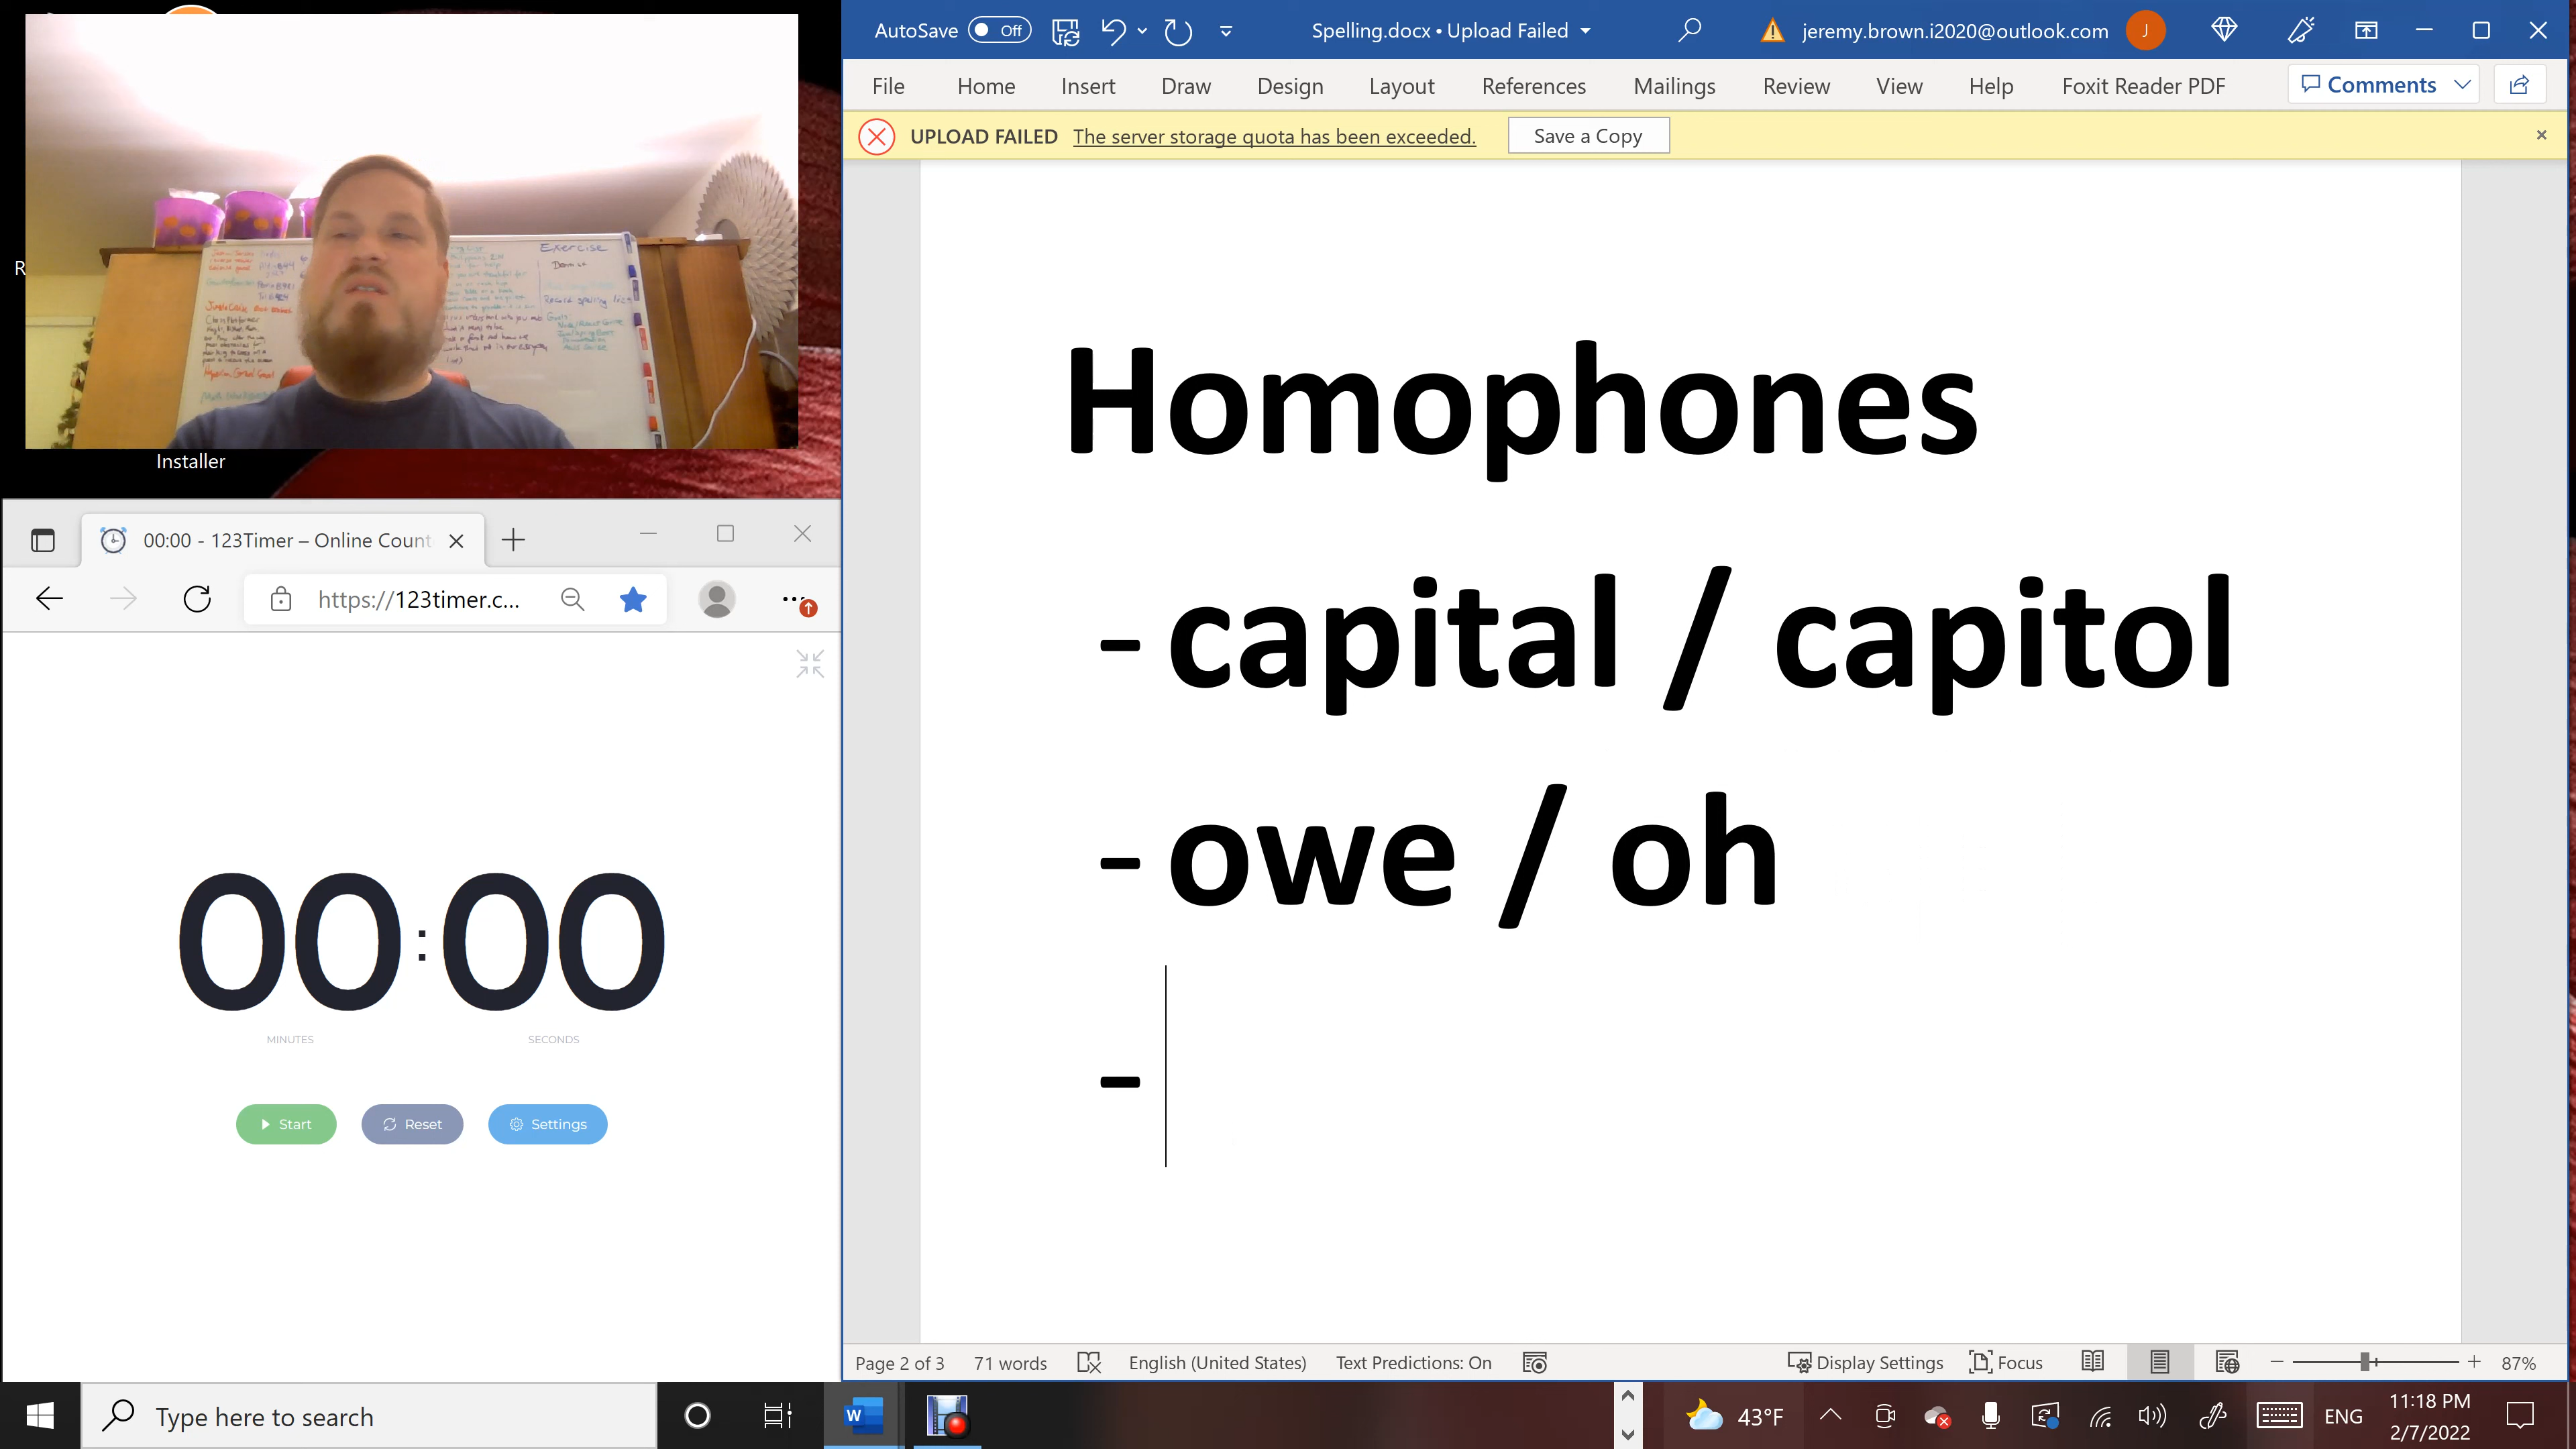 R
Exercise
Record spelling list
Installer
00:00 - 123Timer – Online Count
https://123timer.c...
00:00
MINUTES
SECONDS
Start
Reset
Settings
AutoSave
Off
Spelling.docx • Upload Failed
jeremy.brown.i2020@outlook.com
J
File
Home
Insert
Draw
Design
Layout
References
Mailings
Review
View
Help
Foxit Reader PDF
Comments
UPLOAD FAILED The server storage quota has been exceeded.
Save a Copy
Homophones
- capital / capitol
- owe / oh
-
Page 2 of 3
71 words
English (United States)
Text Predictions: On
Display Settings
Focus
87%
Type here to search
43°F
ENG
11:18 PM
2/7/2022